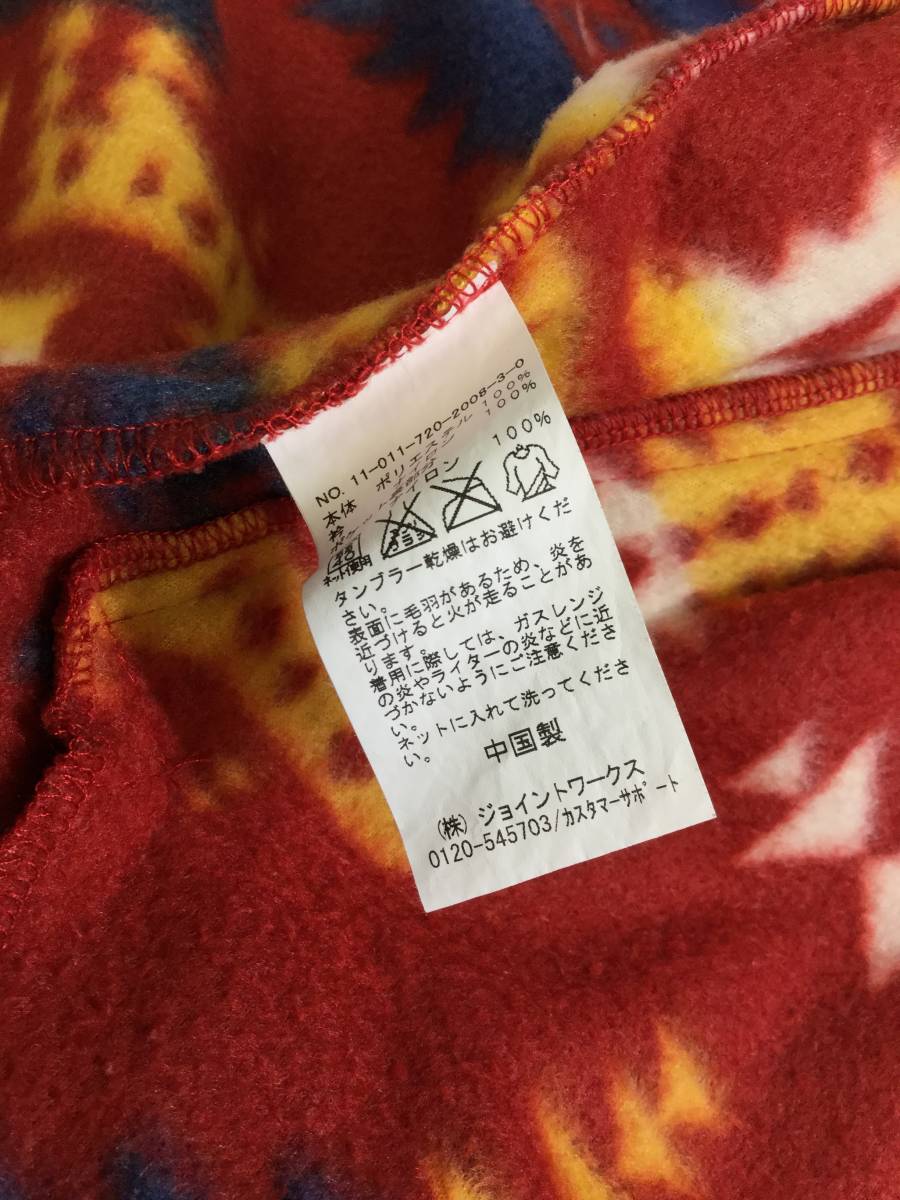 NO. 11-011-720-2008-3-0
本体 ポリエステル 100%
衿 100%
ナイロン 100%
ネット使用
タンブラー乾燥はお避けくだ
さい。
表面に毛羽があるため、炎を
近づけると火が走ることがあ
ります。
着用に際しては、ガスレンジ
の炎やライターの炎などに近
づかないようにご注意くださ
い。
ネットに入れて洗ってくださ
い。
中国製
(株) ジョイントワークス
0120-545703/カスタマーサポート